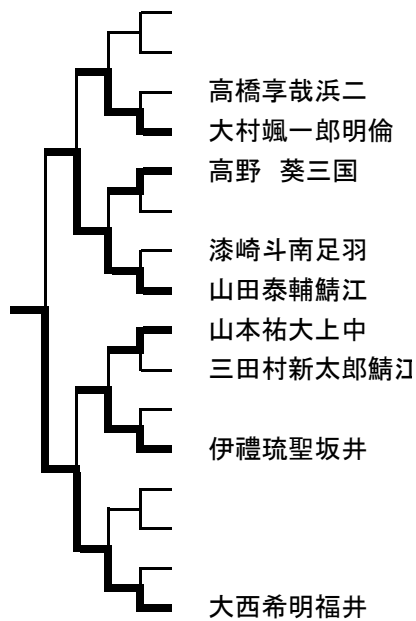 高橋享哉浜二
大村颯一郎明倫
高野 葵三国
漆崎斗南足羽
山田泰輔鯖江
山本祐大上中
三田村新太郎鯖江
伊禮琉聖坂井
大西希明福井